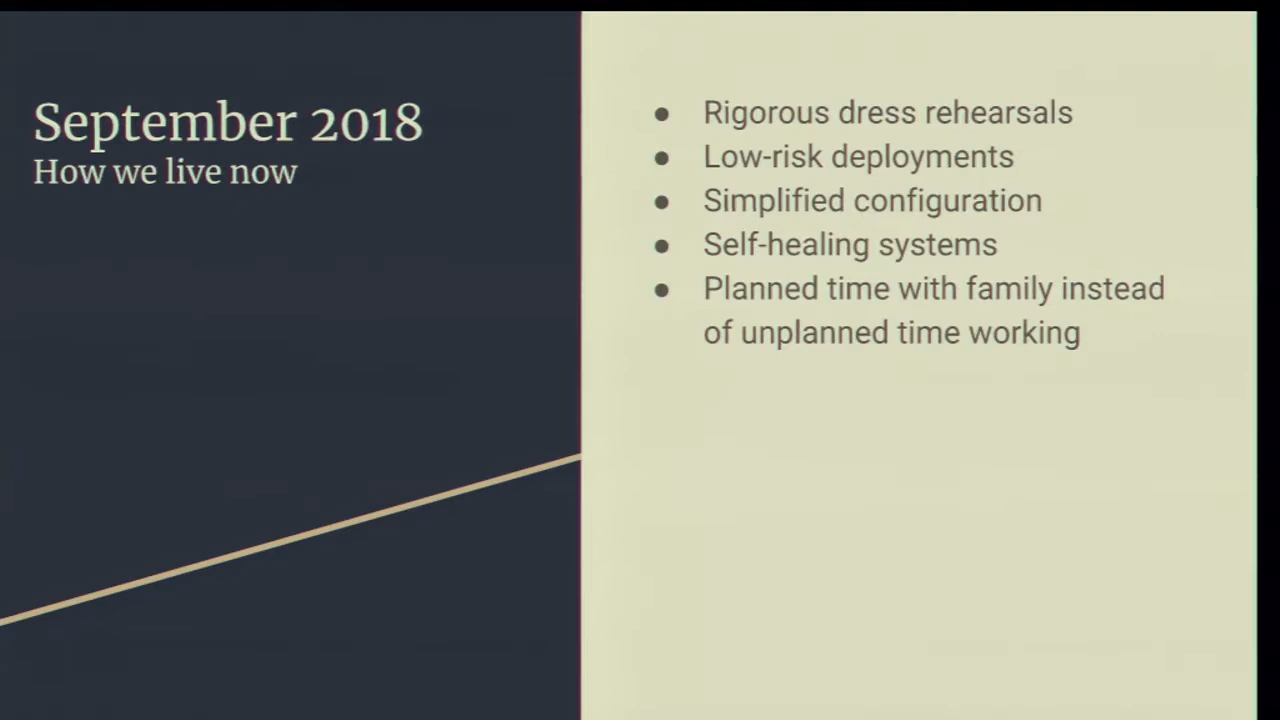 September 2018
How we live now
● Rigorous dress rehearsals
● Low-risk deployments
● Simplified configuration
● Self-healing systems
● Planned time with family instead
of unplanned time working